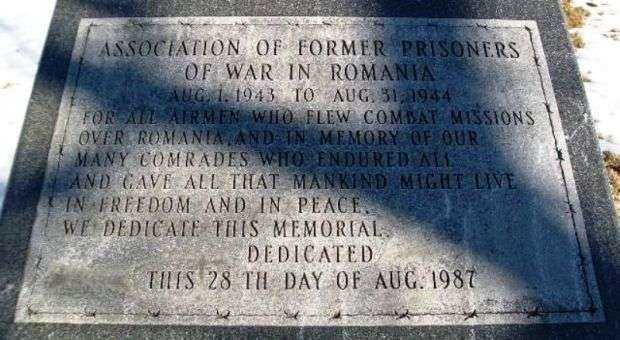 ASSOCIATION OF FORMER PRISONERS
OF WAR IN ROMANIA
AUG. 1, 1943 TO AUG. 31, 1944
FOR ALL AIRMEN WHO FLEW COMBAT MISSIONS
OVER ROMANIA, AND IN MEMORY OF OUR
MANY COMRADES WHO ENDURED ALL
AND GAVE ALL THAT MANKIND MIGHT LIVE
IN FREEDOM AND IN PEACE.
WE DEDICATE THIS MEMORIAL.
DEDICATED
THIS 28 TH DAY OF AUG. 1987